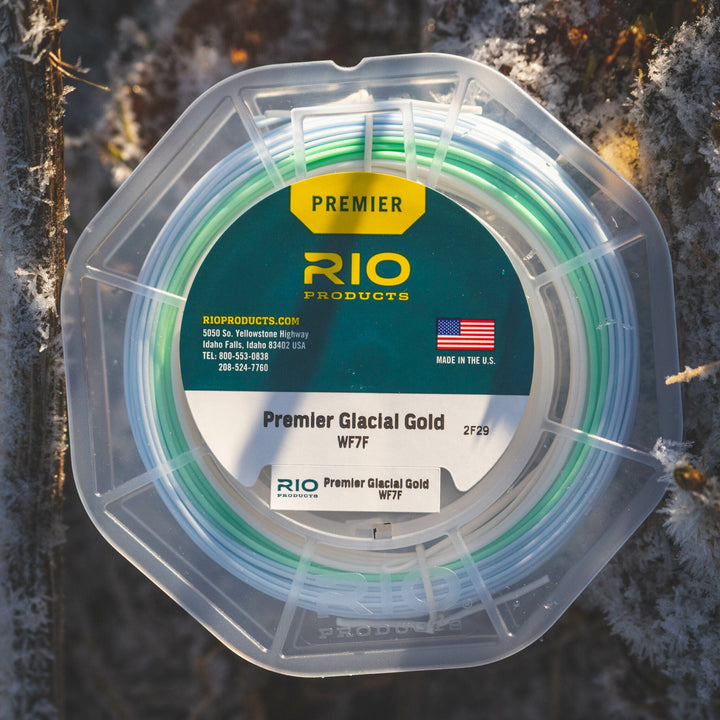 PREMIER
RIO
PRODUCTS
RIOPRODUCTS.COM
5050 So. Yellowstone Highway
Idaho Falls, Idaho 83402 USA
TEL: 800-553-0838
208-524-7760
MADE IN THE U.S.
Premier Glacial Gold
WF7F
2F29
RIO
PRODUCTS
Premier Glacial Gold
WF7F
RIO
PRODUCTS